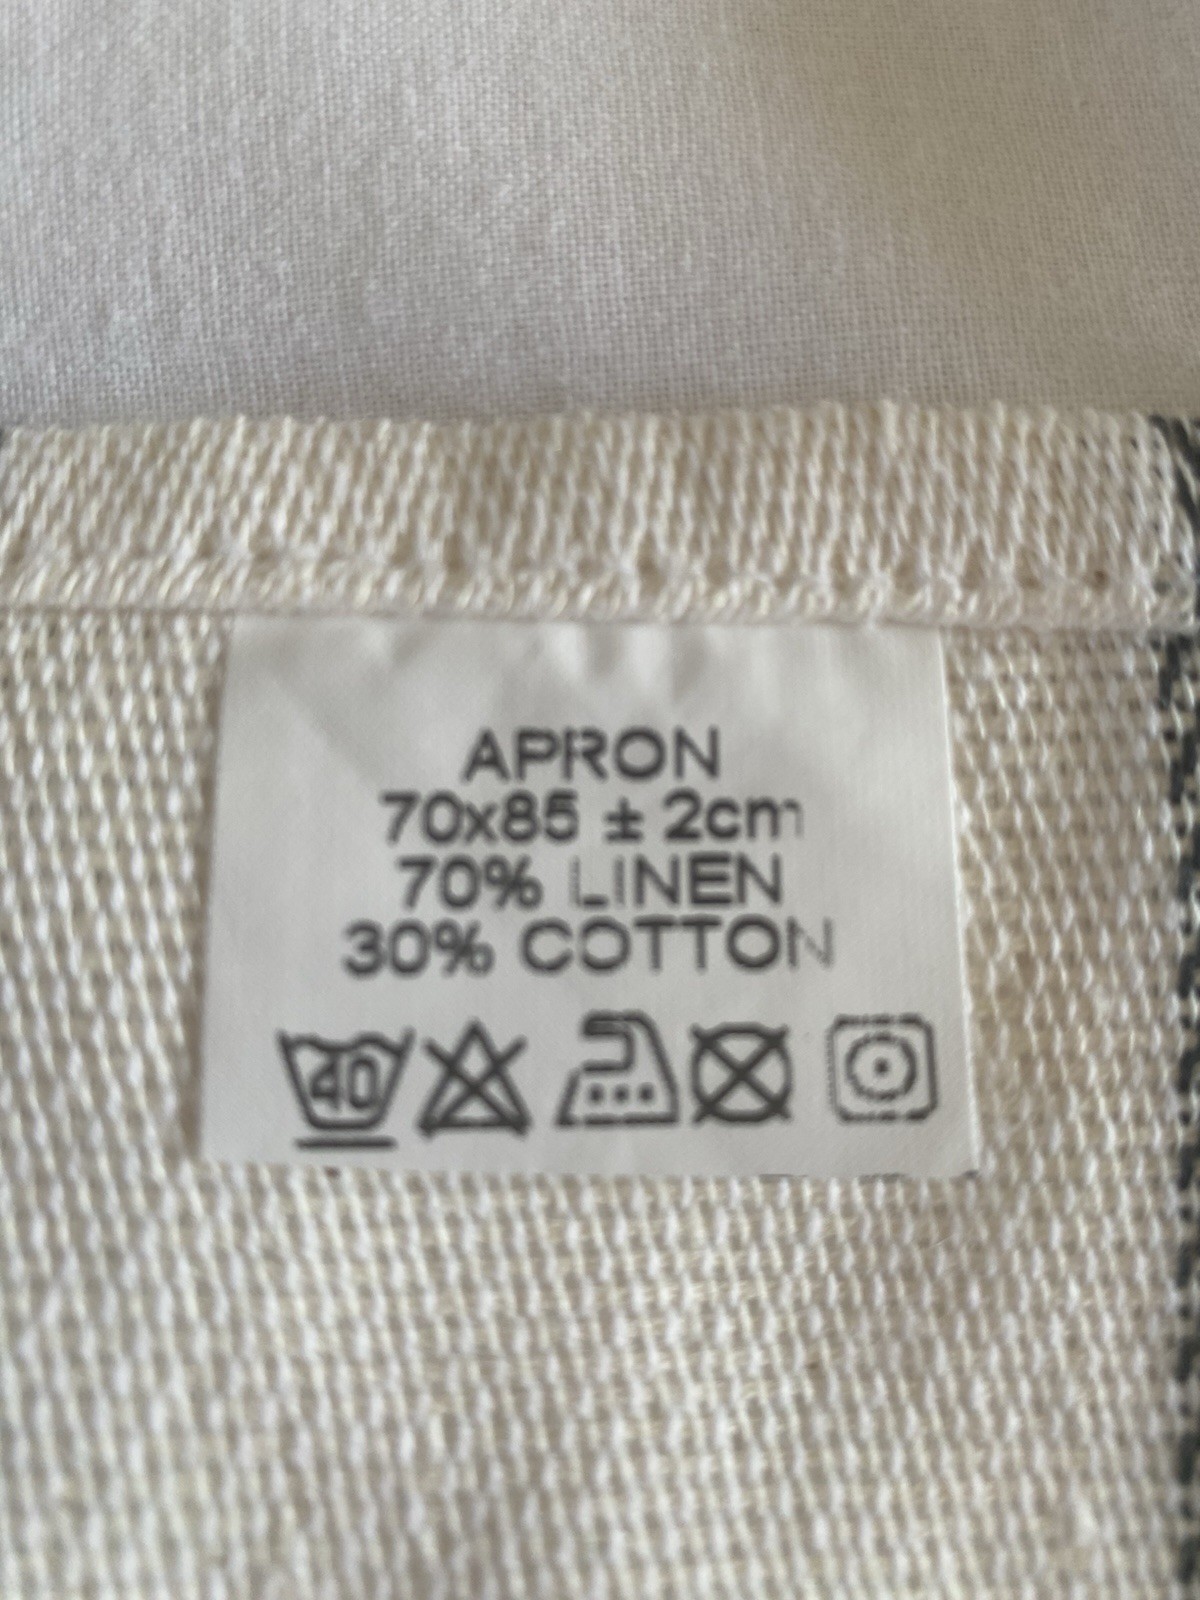 APRON
70x85 ± 2cm
70% LINEN
30% COTTON
40